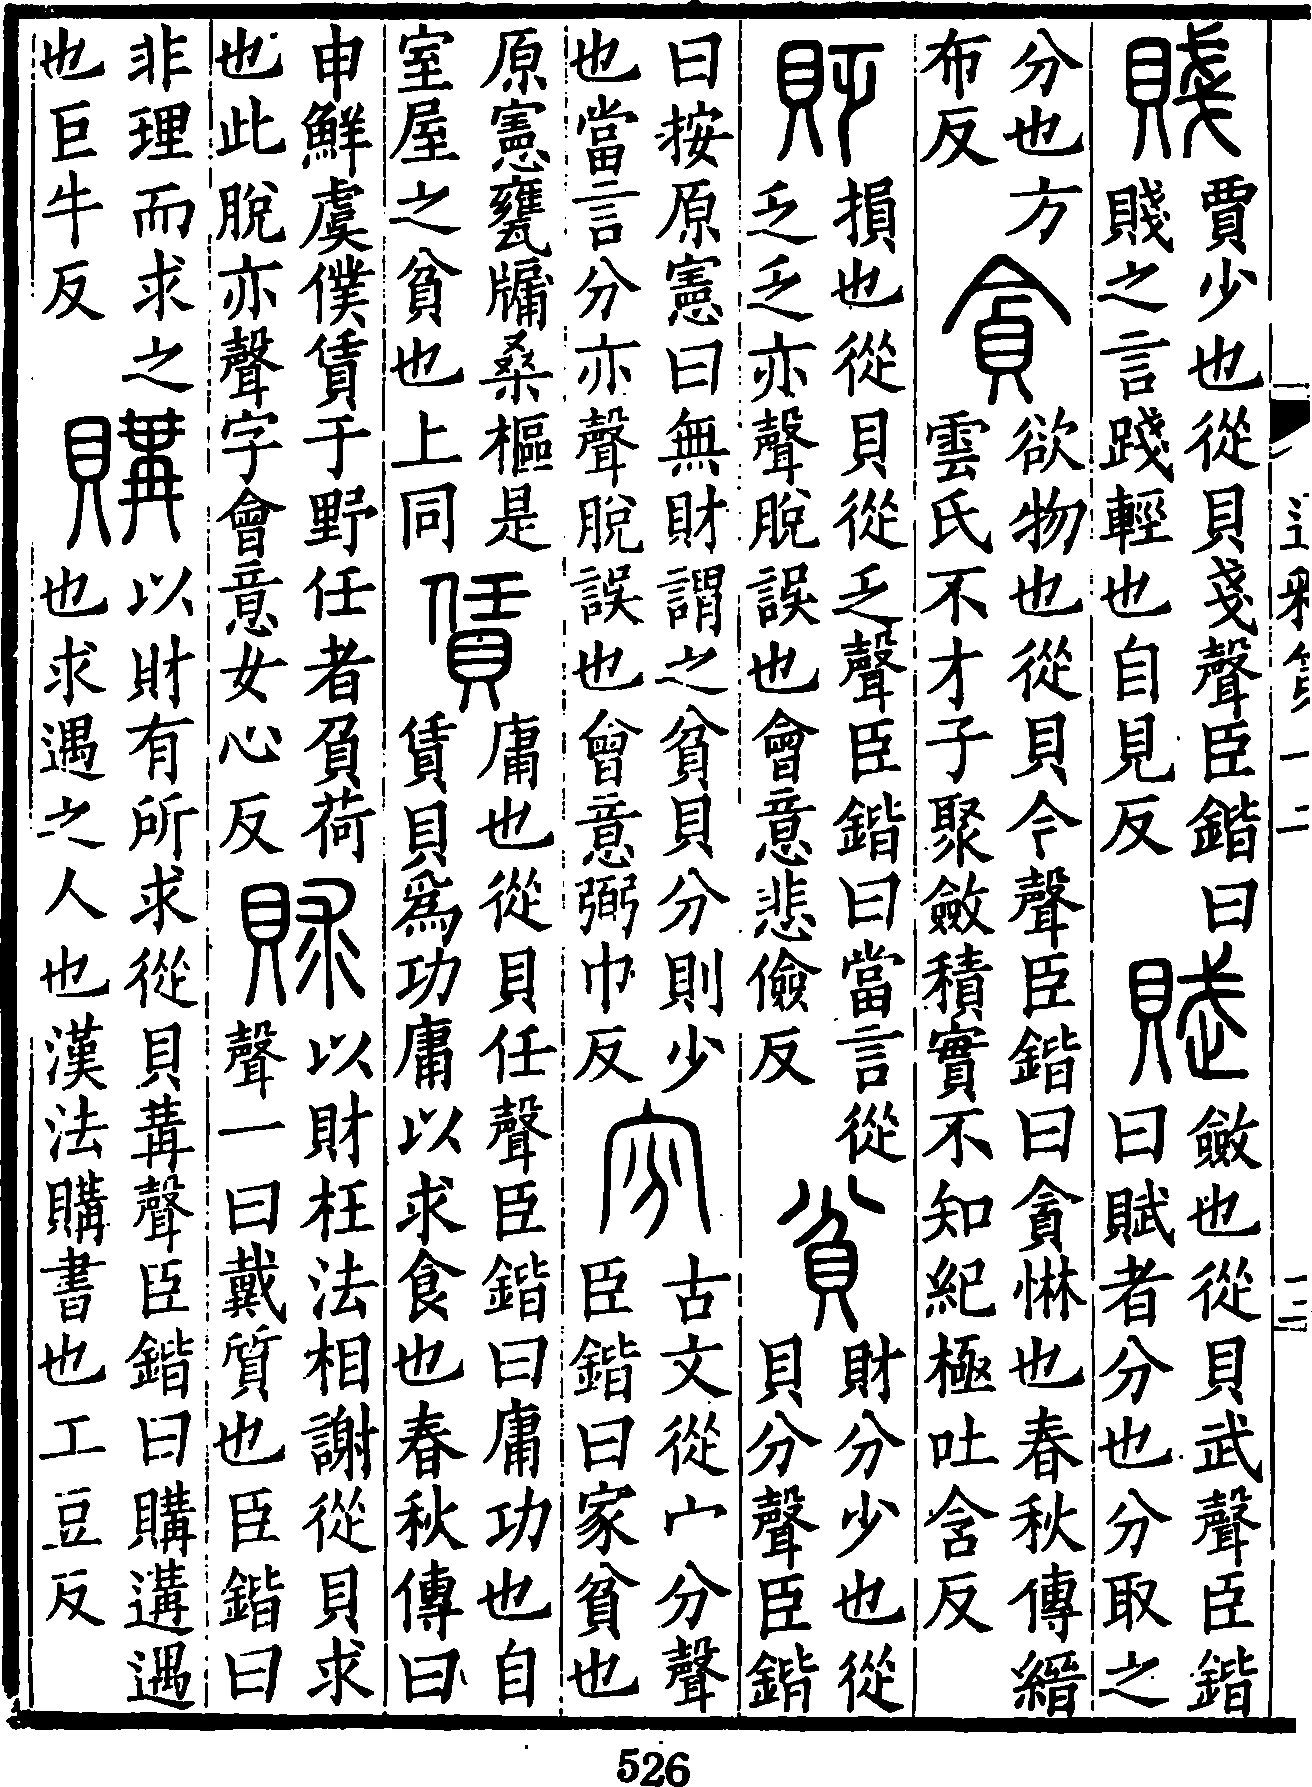 賤
賈少也從貝戔聲臣鍇曰
賤之言踐輕也自見反
賦
斂也從貝武聲臣鍇
曰賦者分也分取之
分也方
布反
貪
欲物也從貝今聲臣鍇曰貪惏也春秋傳縉
雲氏不才子聚斂積實不知紀極吐含反
貶
損也從貝從乏聲臣鍇曰當言從
乏乏亦聲脫誤也會意悲儉反
貧
財分少也從
貝分聲臣鍇
曰按原憲曰無財謂之貧貝分則少
也當言分亦聲脫誤也會意弼巾反
㝐
古文從宀分聲
臣鍇曰家貧也
原憲甕牖桑樞是
室屋之貧也上同
賃
庸也從貝任聲臣鍇曰庸功也自
賃貝爲功庸以求食也春秋傳曰
申鮮虞僕賃于野任者負荷
也此脫亦聲字會意女心反
賕
以財枉法相謝從貝求
聲一曰戴質也臣鍇曰
非理而求之
也巨牛反
購
以財有所求從貝冓聲臣鍇曰購遘遇
也求遇之人也漢法購書也工豆反
526